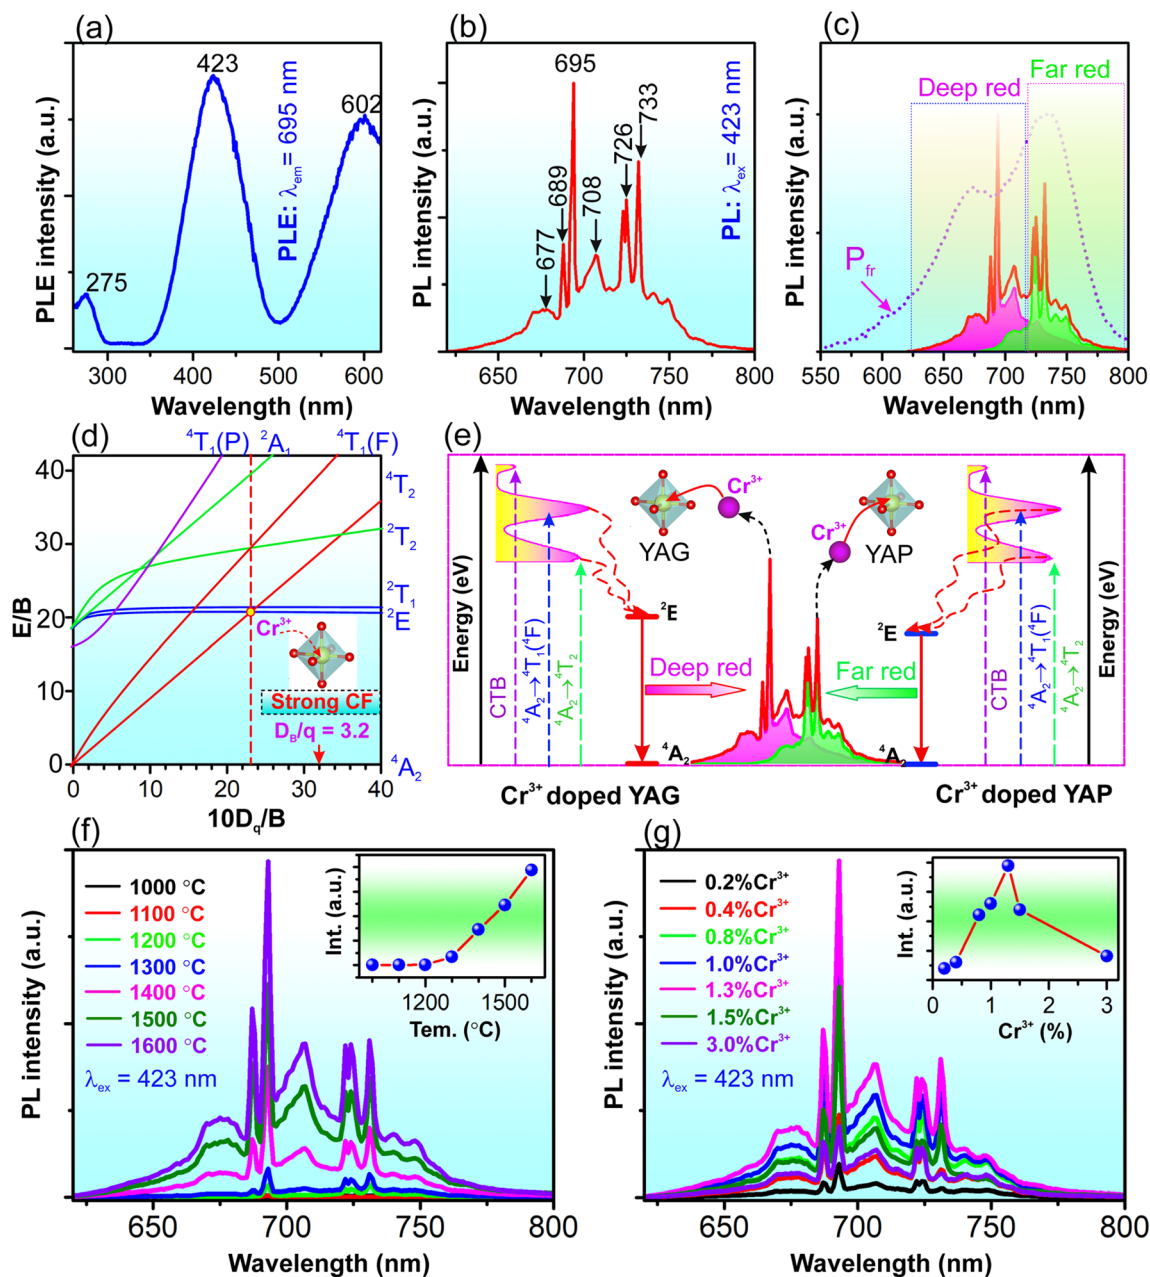 (a)
423
602
275
PLE: λem = 695 nm
PLE intensity (a.u.)
300 400 500 600
Wavelength (nm)
(b)
695
733
726
708
689
677
PL: λex = 423 nm
PL intensity (a.u.)
650 700 750 800
Wavelength (nm)
(c)
Far red
Deep red
Pfr
PL intensity (a.u.)
550 600 650 700 750 800
Wavelength (nm)
(d)
4T1(P) 2A1 4T1(F)
4T2
2T2
2T1
2E
4A2
Cr3+
Strong CF
DB/q = 3.2
E/B
40
30
20
10
0
0 10 20 30 40
10Dq/B
(e)
Energy (eV)
CTB
4A2→4T1(4F)
4A2→4T2
YAG
Cr3+
Cr3+
YAP
2E
2E
Deep red
Far red
4A2
4A2
CTB
4A2→4T1(4F)
4A2→4T2
Energy (eV)
Cr3+ doped YAG
Cr3+ doped YAP
(f)
1000 °C
1100 °C
1200 °C
1300 °C
1400 °C
1500 °C
1600 °C
λex = 423 nm
Int. (a.u.)
1200 1500
Tem. (°C)
PL intensity (a.u.)
650 700 750 800
Wavelength (nm)
(g)
0.2%Cr3+
0.4%Cr3+
0.8%Cr3+
1.0%Cr3+
1.3%Cr3+
1.5%Cr3+
3.0%Cr3+
λex = 423 nm
Int. (a.u.)
0 1 2 3
Cr3+ (%)
PL intensity (a.u.)
650 700 750 800
Wavelength (nm)